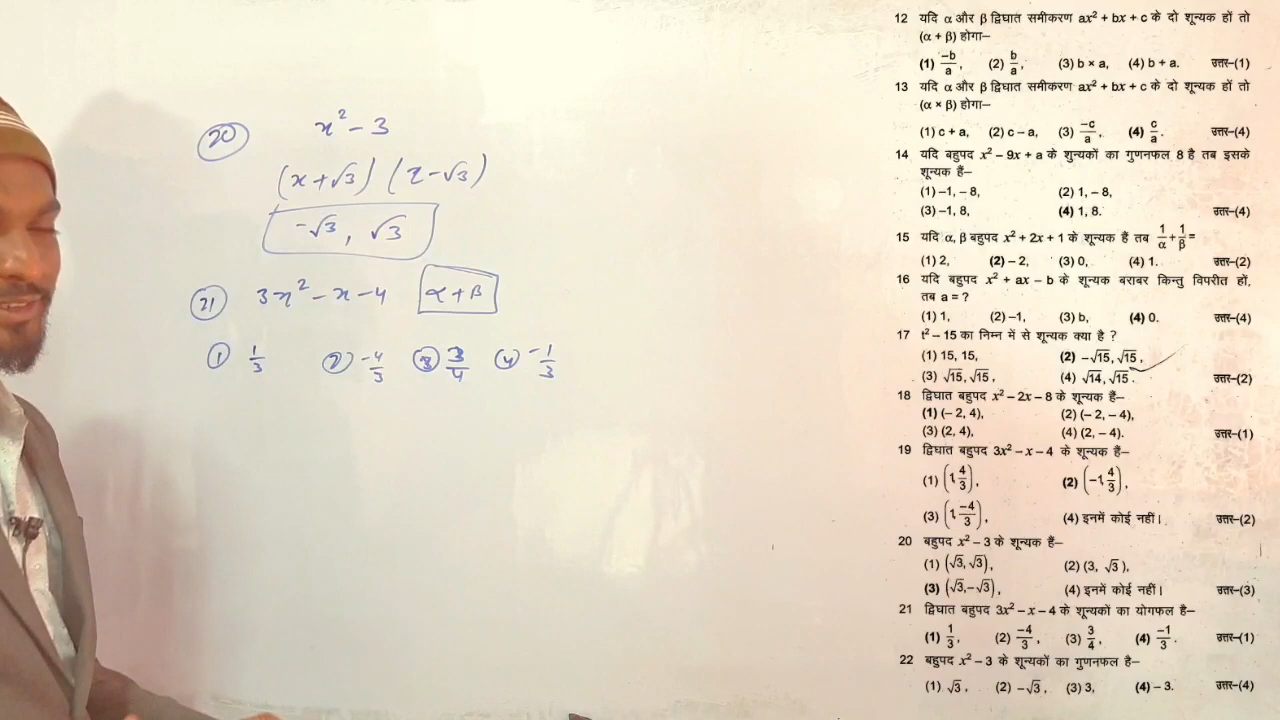 20 x² - 3
(x+√3) (x-√3)
-√3, √3
21 3x² - x - 4 α+β
1 1/3 2 -4/3 3 3/4 4 -1/3
12 यदि α और β द्विघात समीकरण ax² + bx + c के दो शून्यक हों तो
(α + β) होगा–
(1) -b/a, (2) b/a, (3) b × a, (4) b + a. उत्तर–(1)
13 यदि α और β द्विघात समीकरण ax² + bx + c के दो शून्यक हों तो
(α × β) होगा–
(1) c + a, (2) c – a, (3) -c/a, (4) c/a. उत्तर–(4)
14 यदि बहुपद x² – 9x + a के शुन्यकों का गुणनफल 8 है तब इसके
शून्यक हैं–
(1) –1, – 8, (2) 1, – 8,
(3) –1, 8, (4) 1, 8. उत्तर–(4)
15 यदि α, β बहुपद x² + 2x + 1 के शून्यक हैं तब 1/α + 1/β =
(1) 2, (2) – 2, (3) 0, (4) 1. उत्तर–(2)
16 यदि बहुपद x² + ax – b के शून्यक बराबर किन्तु विपरीत हों,
तब a = ?
(1) 1, (2) –1, (3) b, (4) 0. उत्तर–(4)
17 t² – 15 का निम्न में से शून्यक क्या है ?
(1) 15, 15, (2) –√15, √15,
(3) √15, √15, (4) √14, √15. उत्तर–(2)
18 द्विघात बहुपद x² – 2x – 8 के शून्यक हैं–
(1) (– 2, 4), (2) (– 2, – 4),
(3) (2, 4), (4) (2, – 4). उत्तर–(1)
19 द्विघात बहुपद 3x² – x – 4 के शून्यक हैं–
(1) (1, 4/3), (2) (–1, 4/3),
(3) (1, -4/3), (4) इनमें कोई नहीं। उत्तर–(2)
20 बहुपद x² – 3 के शून्यक हैं–
(1) (√3, √3), (2) (3, √3),
(3) (√3, –√3), (4) इनमें कोई नहीं। उत्तर–(3)
21 द्विघात बहुपद 3x² – x – 4 के शून्यकों का योगफल है–
(1) 1/3, (2) -4/3, (3) 3/4, (4) -1/3. उत्तर–(1)
22 बहुपद x² – 3 के शून्यकों का गुणनफल है–
(1) √3, (2) –√3, (3) 3, (4) – 3. उत्तर–(4)